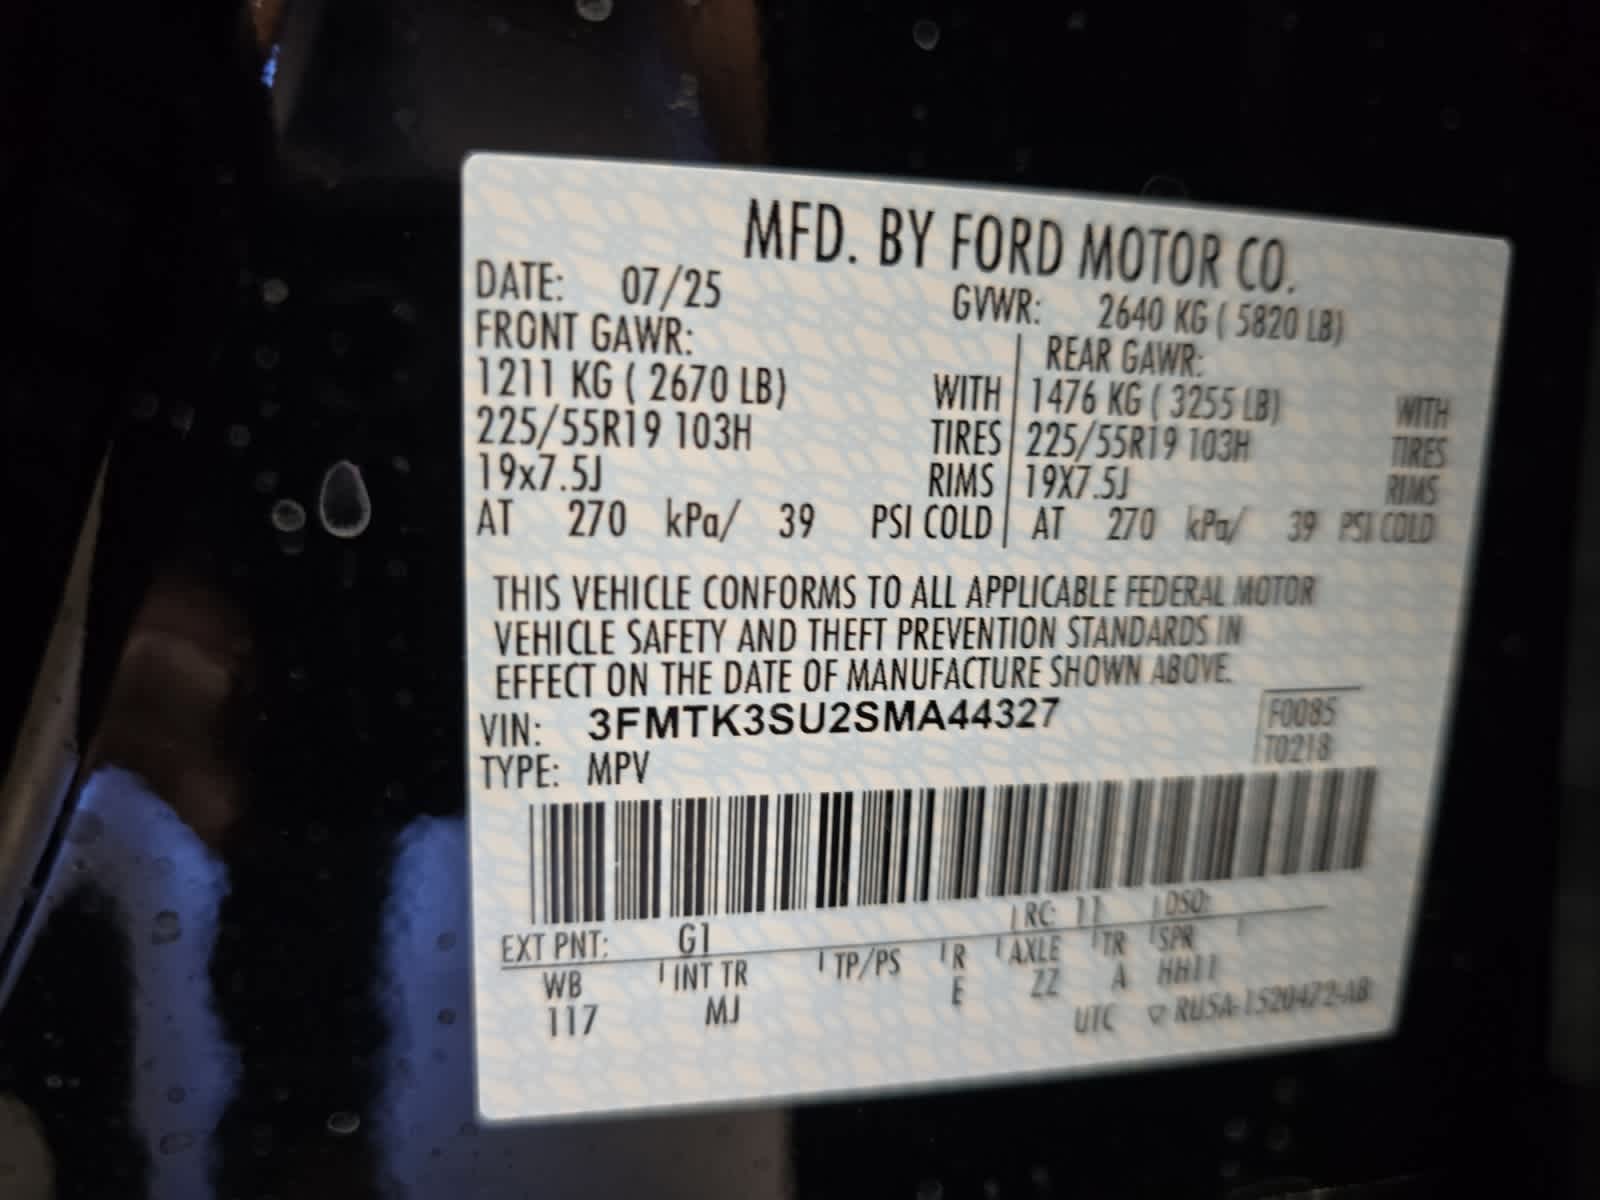 MFD. BY FORD MOTOR CO.
DATE: 07/25 GVWR: 2640 KG ( 5820 LB)
FRONT GAWR: REAR GAWR:
1211 KG ( 2670 LB) WITH 1476 KG ( 3255 LB) WITH
225/55R19 103H TIRES 225/55R19 103H TIRES
19x7.5J RIMS 19X7.5J RIMS
AT 270 kPa/ 39 PSI COLD AT 270 kPa/ 39 PSI COLD
THIS VEHICLE CONFORMS TO ALL APPLICABLE FEDERAL MOTOR
VEHICLE SAFETY AND THEFT PREVENTION STANDARDS IN
EFFECT ON THE DATE OF MANUFACTURE SHOWN ABOVE.
VIN: 3FMTK3SU2SMA44327 F0085
TYPE: MPV T0218
EXT PNT: G1 RC: 11 DSO:
WB INT TR TP/PS R AXLE TR SPR
117 MJ E ZZ A HH11
UTC ▽ RU5A-1520472-AB